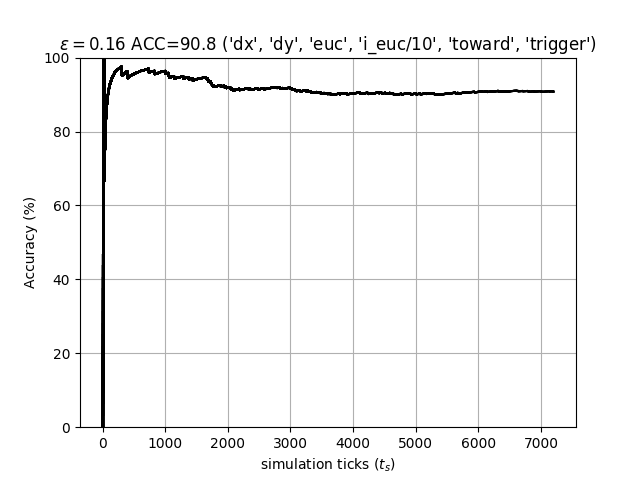 ε = 0.16 ACC=90.8 ('dx', 'dy', 'euc', 'i_euc/10', 'toward', 'trigger')
100
80
60
40
20
0
Accuracy (%)
0 1000 2000 3000 4000 5000 6000 7000
simulation ticks (tₛ)